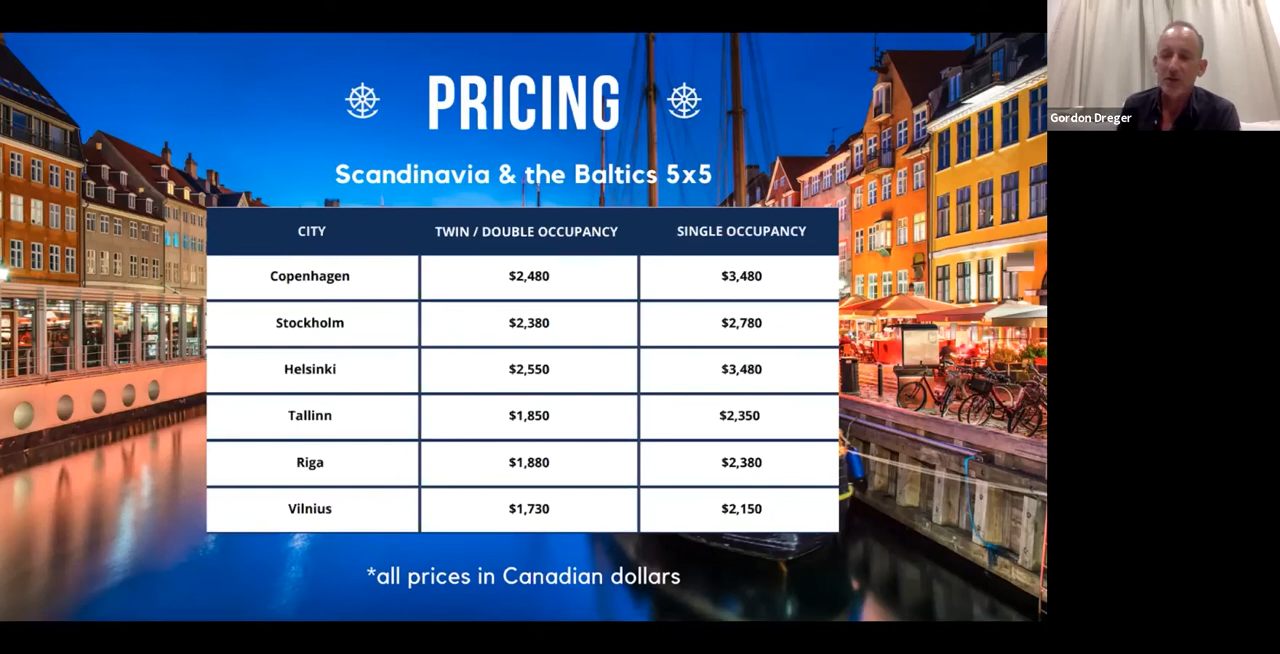 PRICING
Scandinavia & the Baltics 5x5
CITY TWIN / DOUBLE OCCUPANCY SINGLE OCCUPANCY
Copenhagen $2,480 $3,480
Stockholm $2,380 $2,780
Helsinki $2,550 $3,480
Tallinn $1,850 $2,350
Riga $1,880 $2,380
Vilnius $1,730 $2,150
*all prices in Canadian dollars
Gordon Dreger